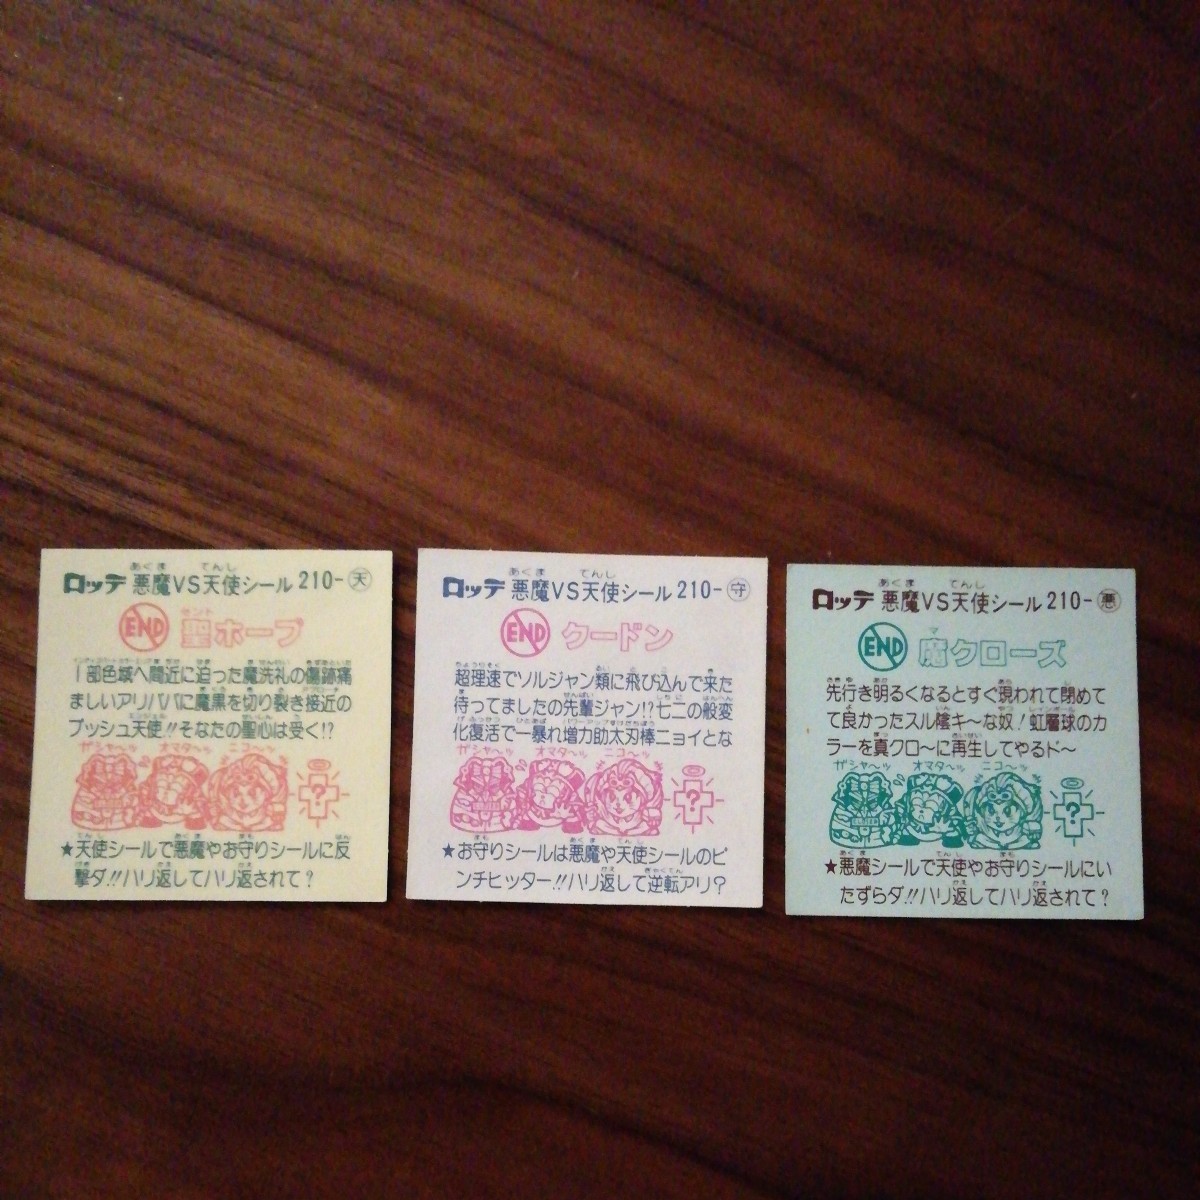 ロッテ 悪魔VS天使シール 210-天
END 聖ホープ
1部色域へ間近に迫った魔洗礼の傷跡痛
ましいアリババに魔黒を切り裂き接近の
プッシュ天使!!そなたの聖心は受く!?
ガシャ〜ッ オマタ〜ッ ニコ〜ッ
?
★天使シールで悪魔やお守りシールに反
撃ダ!!ハリ返してハリ返されて?
ロッテ 悪魔VS天使シール 210-守
END クードン
超理速でソルジャン類に飛び込んで来た
待ってましたの先輩ジャン!?七二の般変
化復活で一暴れ増力助太刃棒ニョイとな
ガシャ〜ッ オマタ〜ッ ニコ〜ッ
?
★お守りシールは悪魔や天使シールのピ
ンチヒッター!!ハリ返して逆転アリ?
ロッテ 悪魔VS天使シール 210-悪
END 魔クローズ
先行き明るくなるとすぐ現われて閉めて
て良かったスル陰キ〜な奴!虹層球のカ
ラーを真クロ〜に再生してやるド〜
ガシャ〜ッ オマタ〜ッ ニコ〜ッ
?
★悪魔シールで天使やお守りシールにい
たずらダ!!ハリ返してハリ返されて?